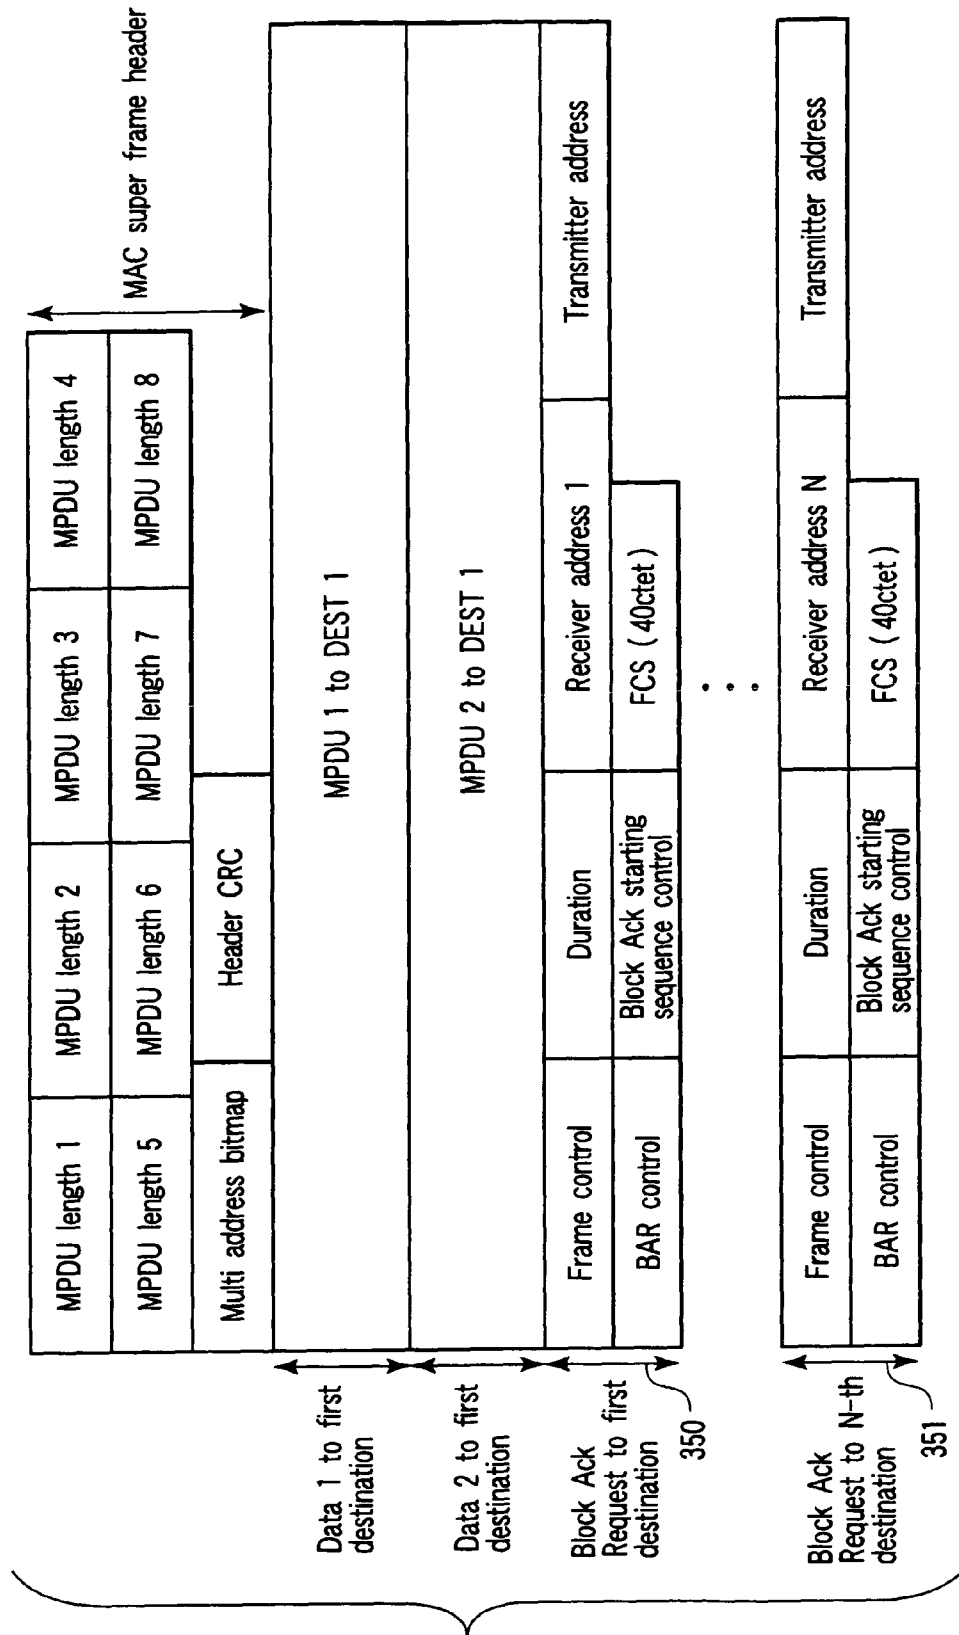 MPDU length 1
MPDU length 2
MPDU length 3
MPDU length 4
MPDU length 5
MPDU length 6
MPDU length 7
MPDU length 8
Multi address bitmap
Header CRC
MAC super frame header
Data 1 to first
destination
MPDU 1 to DEST 1
Data 2 to first
destination
MPDU 2 to DEST 1
Block Ack
Request to first
destination
350
Frame control
Duration
Receiver address 1
Transmitter address
BAR control
Block Ack starting
sequence control
FCS (40ctet)
Block Ack
Request to N-th
destination
351
Frame control
Duration
Receiver address N
Transmitter address
BAR control
Block Ack starting
sequence control
FCS (40ctet)